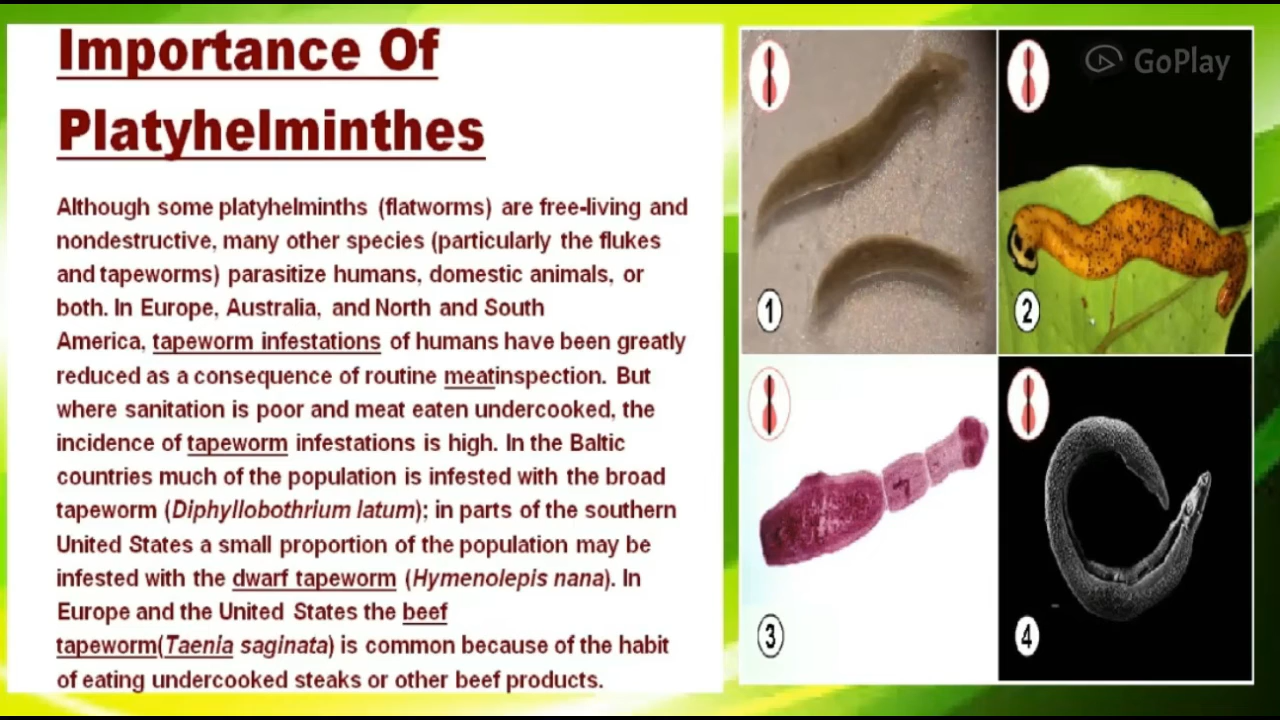 Importance Of
Platyhelminthes
Although some platyhelminths (flatworms) are free-living and
nondestructive, many other species (particularly the flukes
and tapeworms) parasitize humans, domestic animals, or
both. In Europe, Australia, and North and South
America, tapeworm infestations of humans have been greatly
reduced as a consequence of routine meatinspection. But
where sanitation is poor and meat eaten undercooked, the
incidence of tapeworm infestations is high. In the Baltic
countries much of the population is infested with the broad
tapeworm (Diphyllobothrium latum); in parts of the southern
United States a small proportion of the population may be
infested with the dwarf tapeworm (Hymenolepis nana). In
Europe and the United States the beef
tapeworm(Taenia saginata) is common because of the habit
of eating undercooked steaks or other beef products.
GoPlay
1
2
3
4